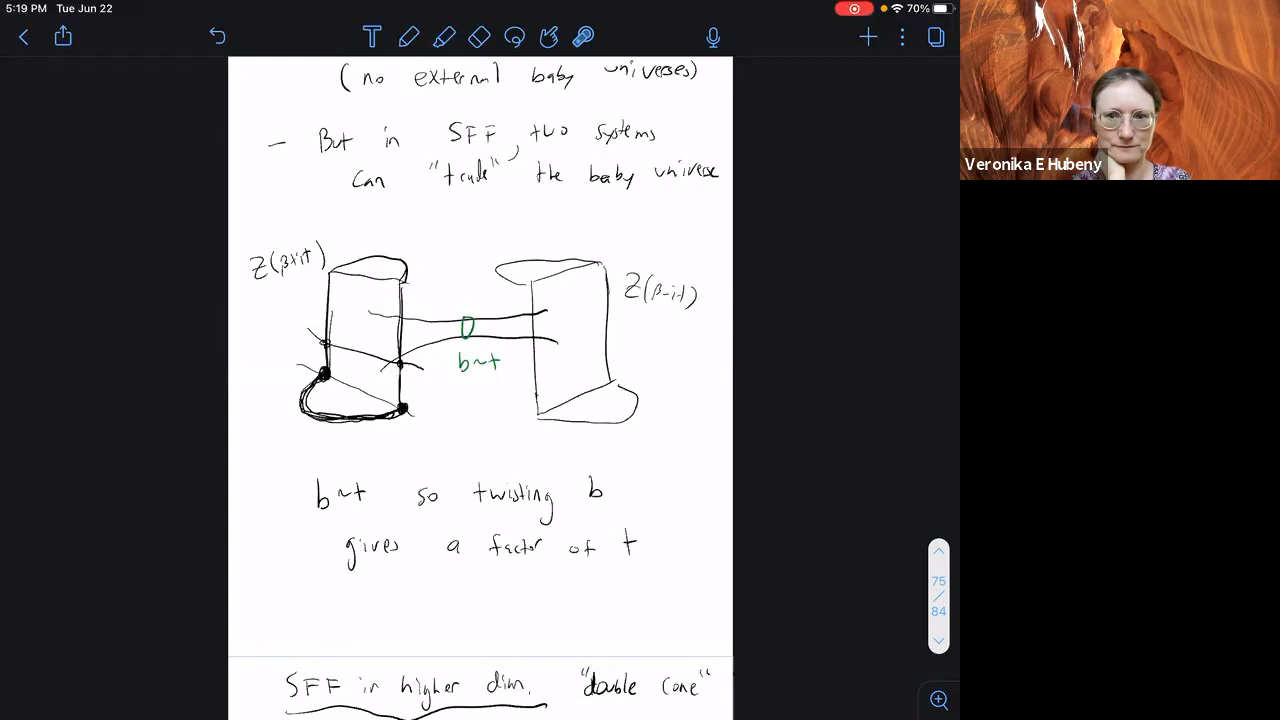 5:19 PM Tue Jun 22
70%
(no external baby universes)
- But in SFF, two systems
can "trade" the baby universe
Z(β+it)
Z(β-it)
b~t
b~t so twisting b
gives a factor of t
75
/
84
SFF in higher dim. "double cone"
Veronika E Hubeny